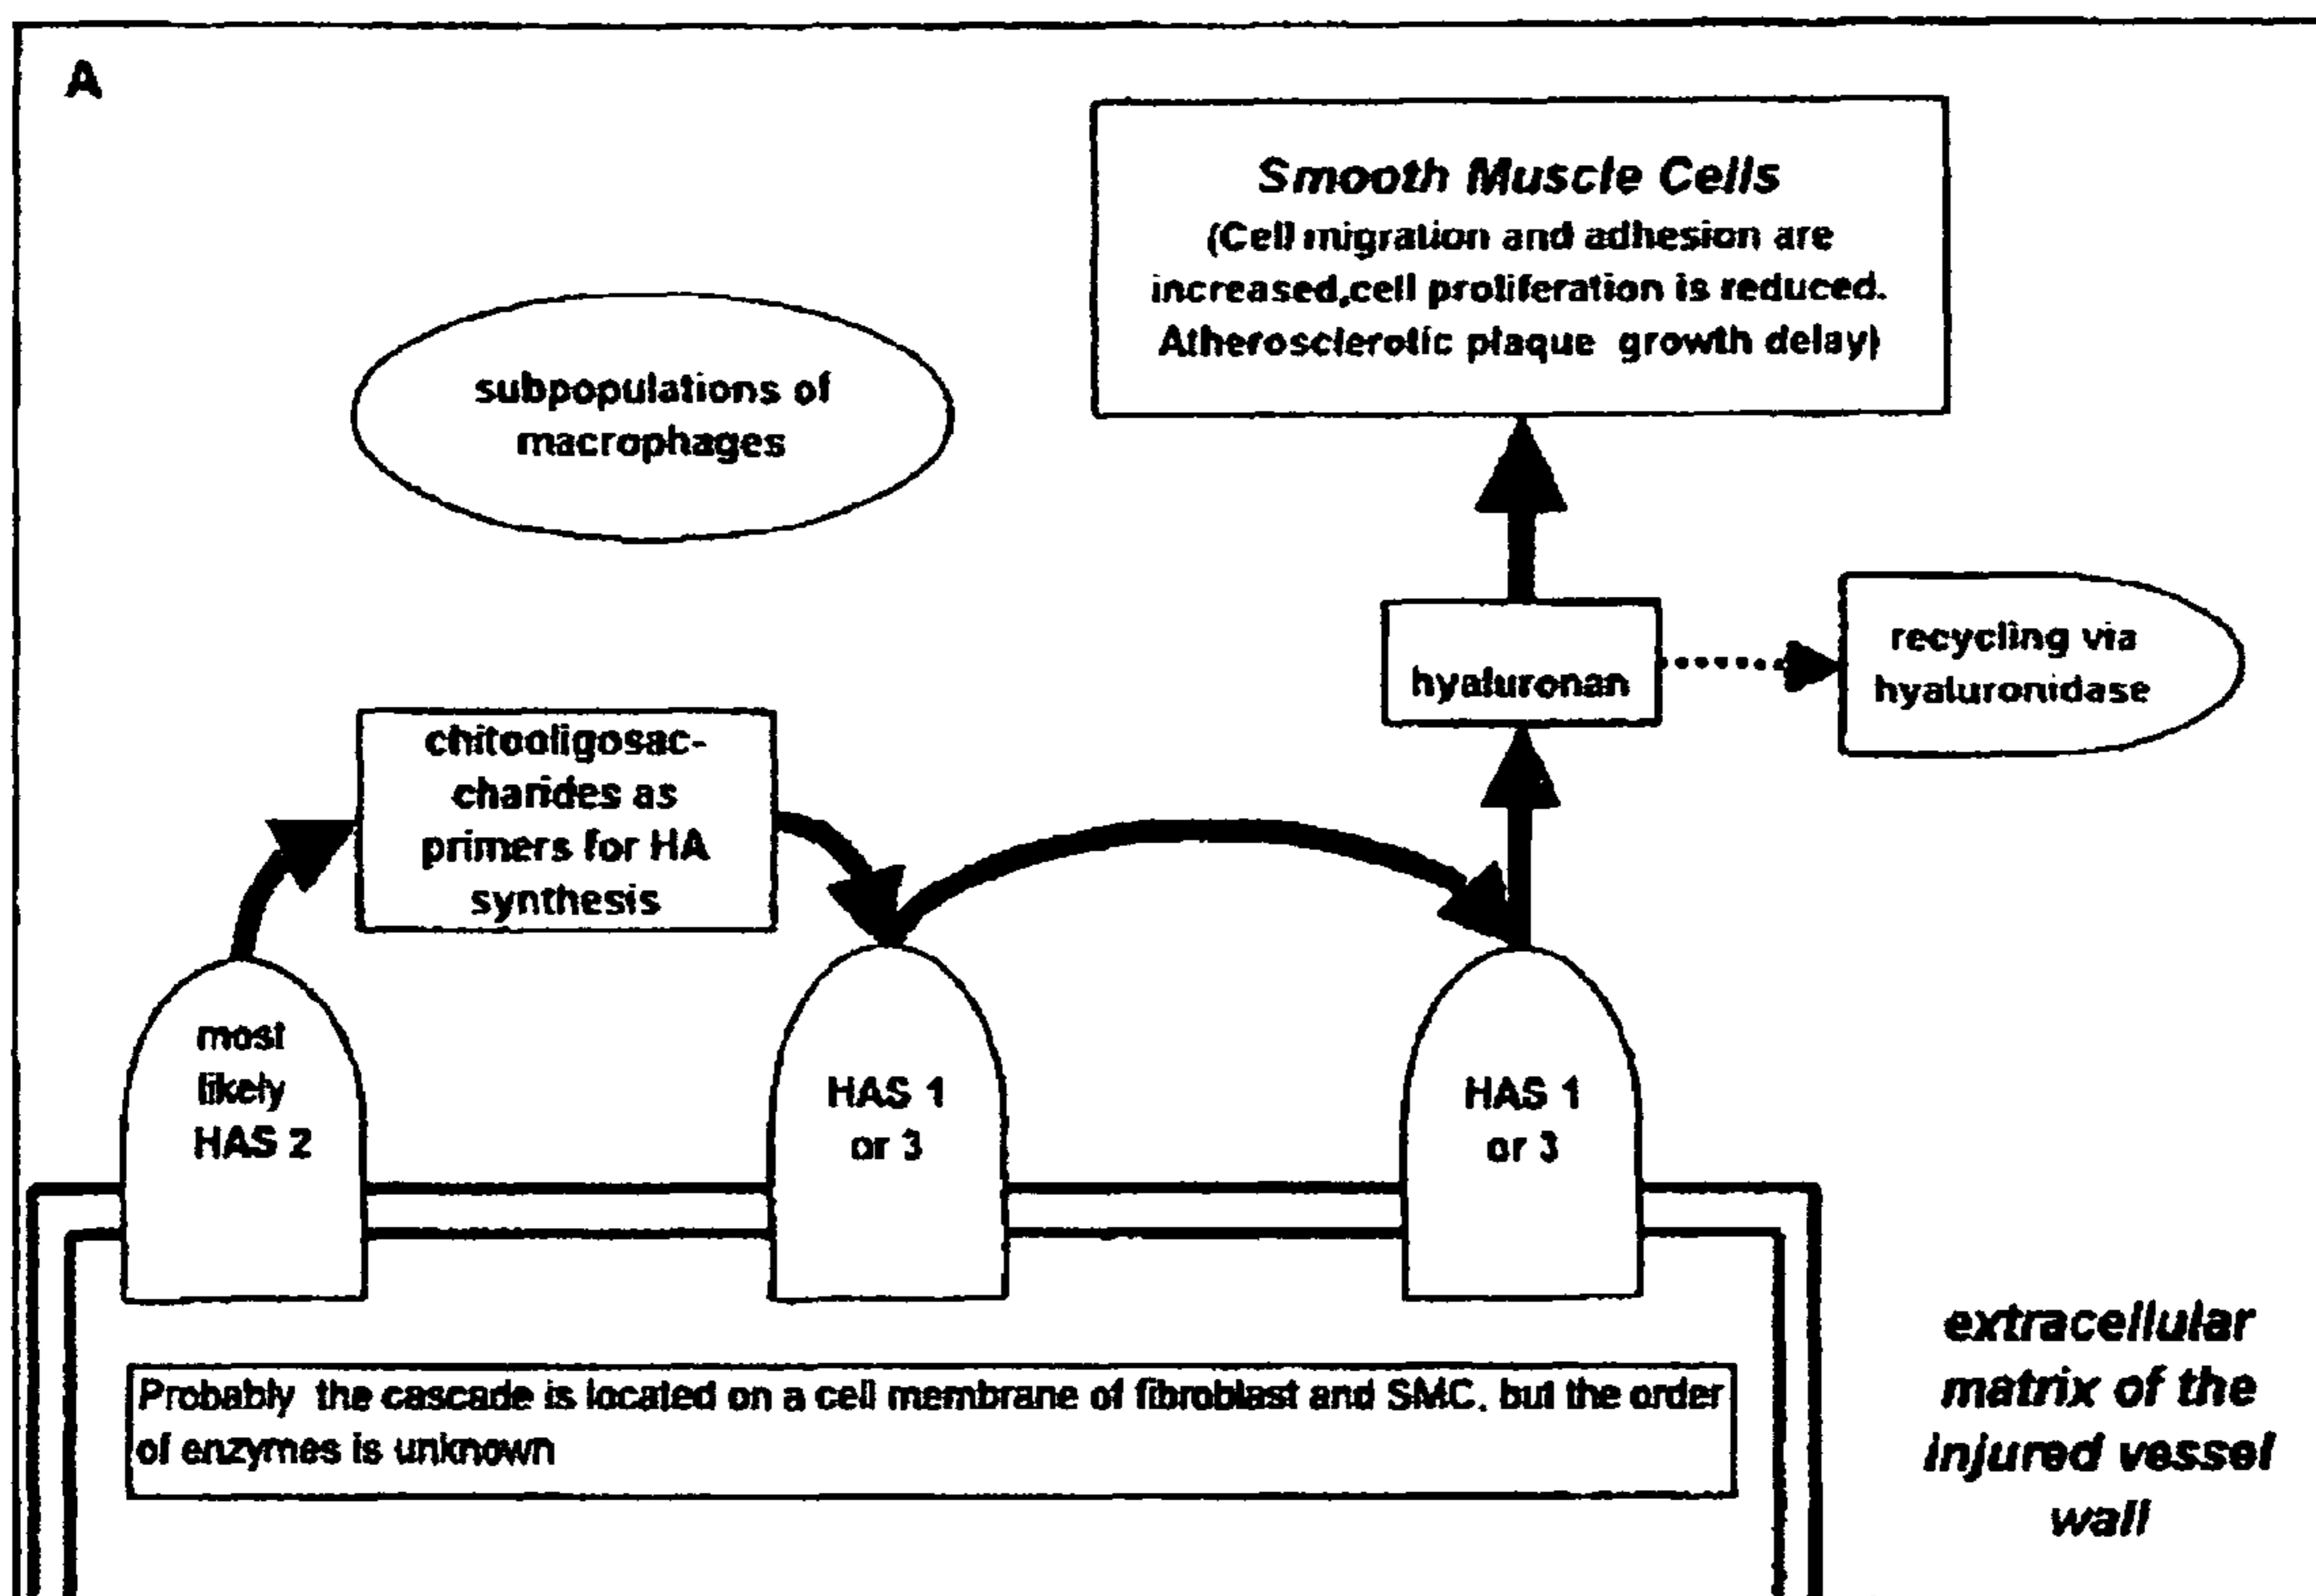 A
Smooth Muscle Cells
(Cell migration and adhesion are
increased,cell proliferation is reduced.
Atherosclerotic plaque growth delay)
subpopulations of
macrophages
hyaluronan
recycling via
hyaluronidase
chitooligosac-
charides as
primers for HA
synthesis
most
likely
HAS 2
HAS 1
or 3
HAS 1
or 3
Probably the cascade is located on a cell membrane of fibroblast and SMC, but the order
of enzymes is unknown
extracellular
matrix of the
injured vessel
wall